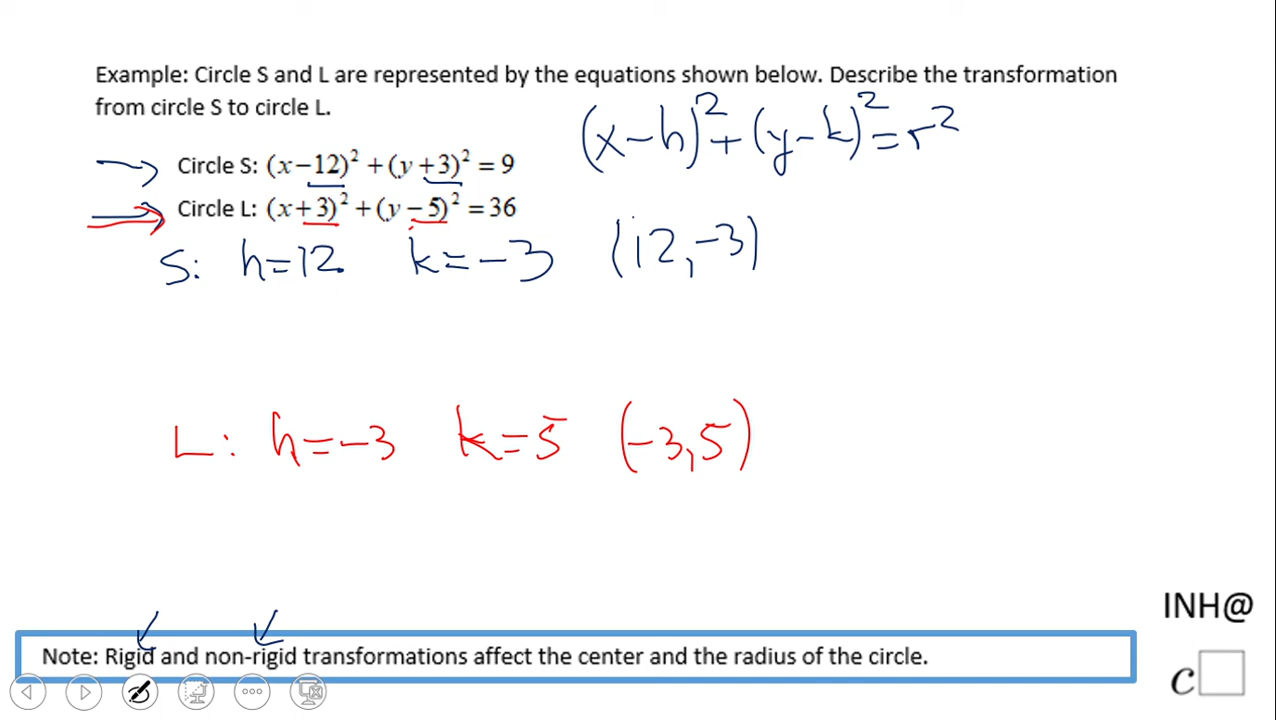 Example: Circle S and L are represented by the equations shown below. Describe the transformation
from circle S to circle L.
(x-h)²+(y-k)²=r²
Circle S: (x−12)² +(y+3)² = 9
Circle L: (x+3)² +(y−5)² =36
S: h=12. k=-3 (12,-3)
L: h=-3 k=5 (-3,5)
INH@
Note: Rigid and non-rigid transformations affect the center and the radius of the circle.
c